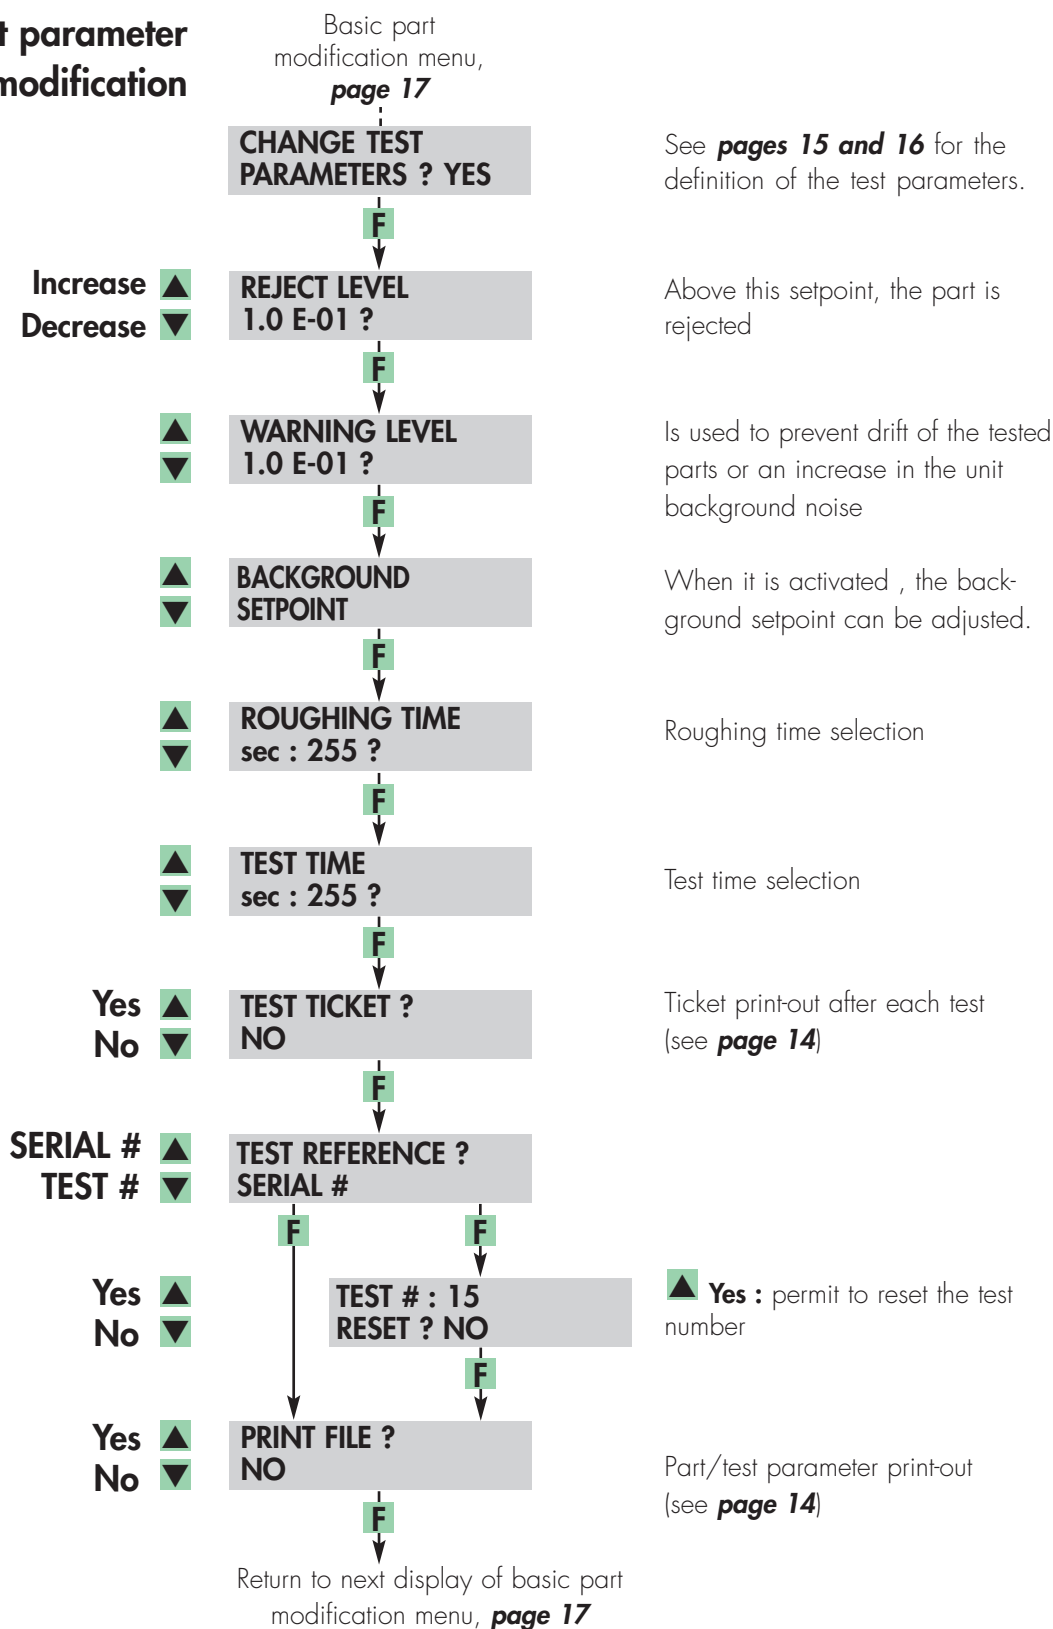 t parameter
modification
Basic part
modification menu,
page 17
CHANGE TEST
PARAMETERS ? YES
See pages 15 and 16 for the
definition of the test parameters.
F
Increase ▲
Decrease ▼
REJECT LEVEL
1.0 E-01 ?
Above this setpoint, the part is
rejected
F
▲
▼
WARNING LEVEL
1.0 E-01 ?
Is used to prevent drift of the tested
parts or an increase in the unit
background noise
F
▲
▼
BACKGROUND
SETPOINT
When it is activated , the back-
ground setpoint can be adjusted.
F
▲
▼
ROUGHING TIME
sec : 255 ?
Roughing time selection
F
▲
▼
TEST TIME
sec : 255 ?
Test time selection
F
Yes ▲
No ▼
TEST TICKET ?
NO
Ticket print-out after each test
(see page 14)
F
SERIAL # ▲
TEST # ▼
TEST REFERENCE ?
SERIAL #
F
F
Yes ▲
No ▼
TEST # : 15
RESET ? NO
▲ Yes : permit to reset the test
number
F
Yes ▲
No ▼
PRINT FILE ?
NO
Part/test parameter print-out
(see page 14)
F
Return to next display of basic part
modification menu, page 17